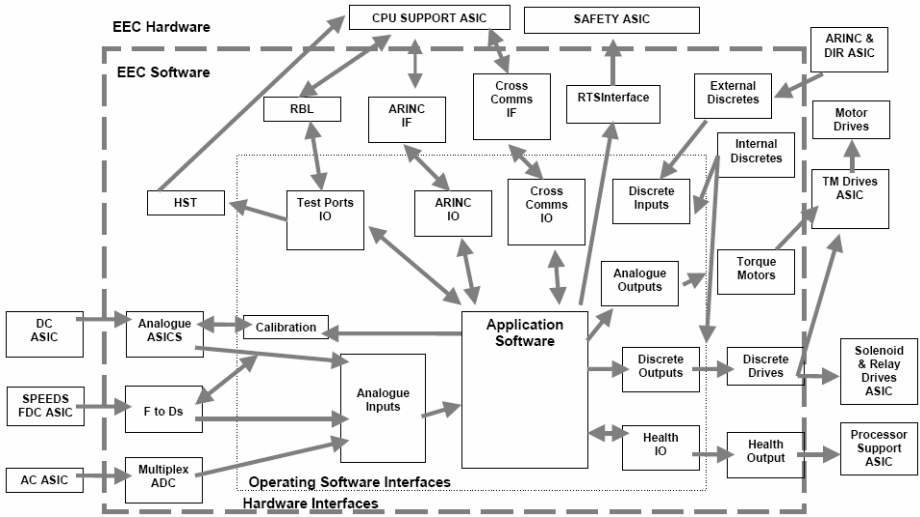 EEC Hardware
CPU SUPPORT ASIC
SAFETY ASIC
ARINC &
DIR ASIC
EEC Software
RBL
ARINC
IF
Cross
Comms
IF
RTSInterface
External
Discretes
Motor
Drives
Internal
Discretes
HST
Test Ports
IO
ARINC
IO
Cross
Comms
IO
Discrete
Inputs
TM Drives
ASIC
Torque
Motors
Analogue
Outputs
DC
ASIC
Analogue
ASICS
Calibration
Application
Software
Discrete
Outputs
Discrete
Drives
Solenoid
& Relay
Drives
ASIC
SPEEDS
FDC ASIC
F to Ds
Analogue
Inputs
Health
IO
Health
Output
Processor
Support
ASIC
AC ASIC
Multiplex
ADC
Operating Software Interfaces
Hardware Interfaces